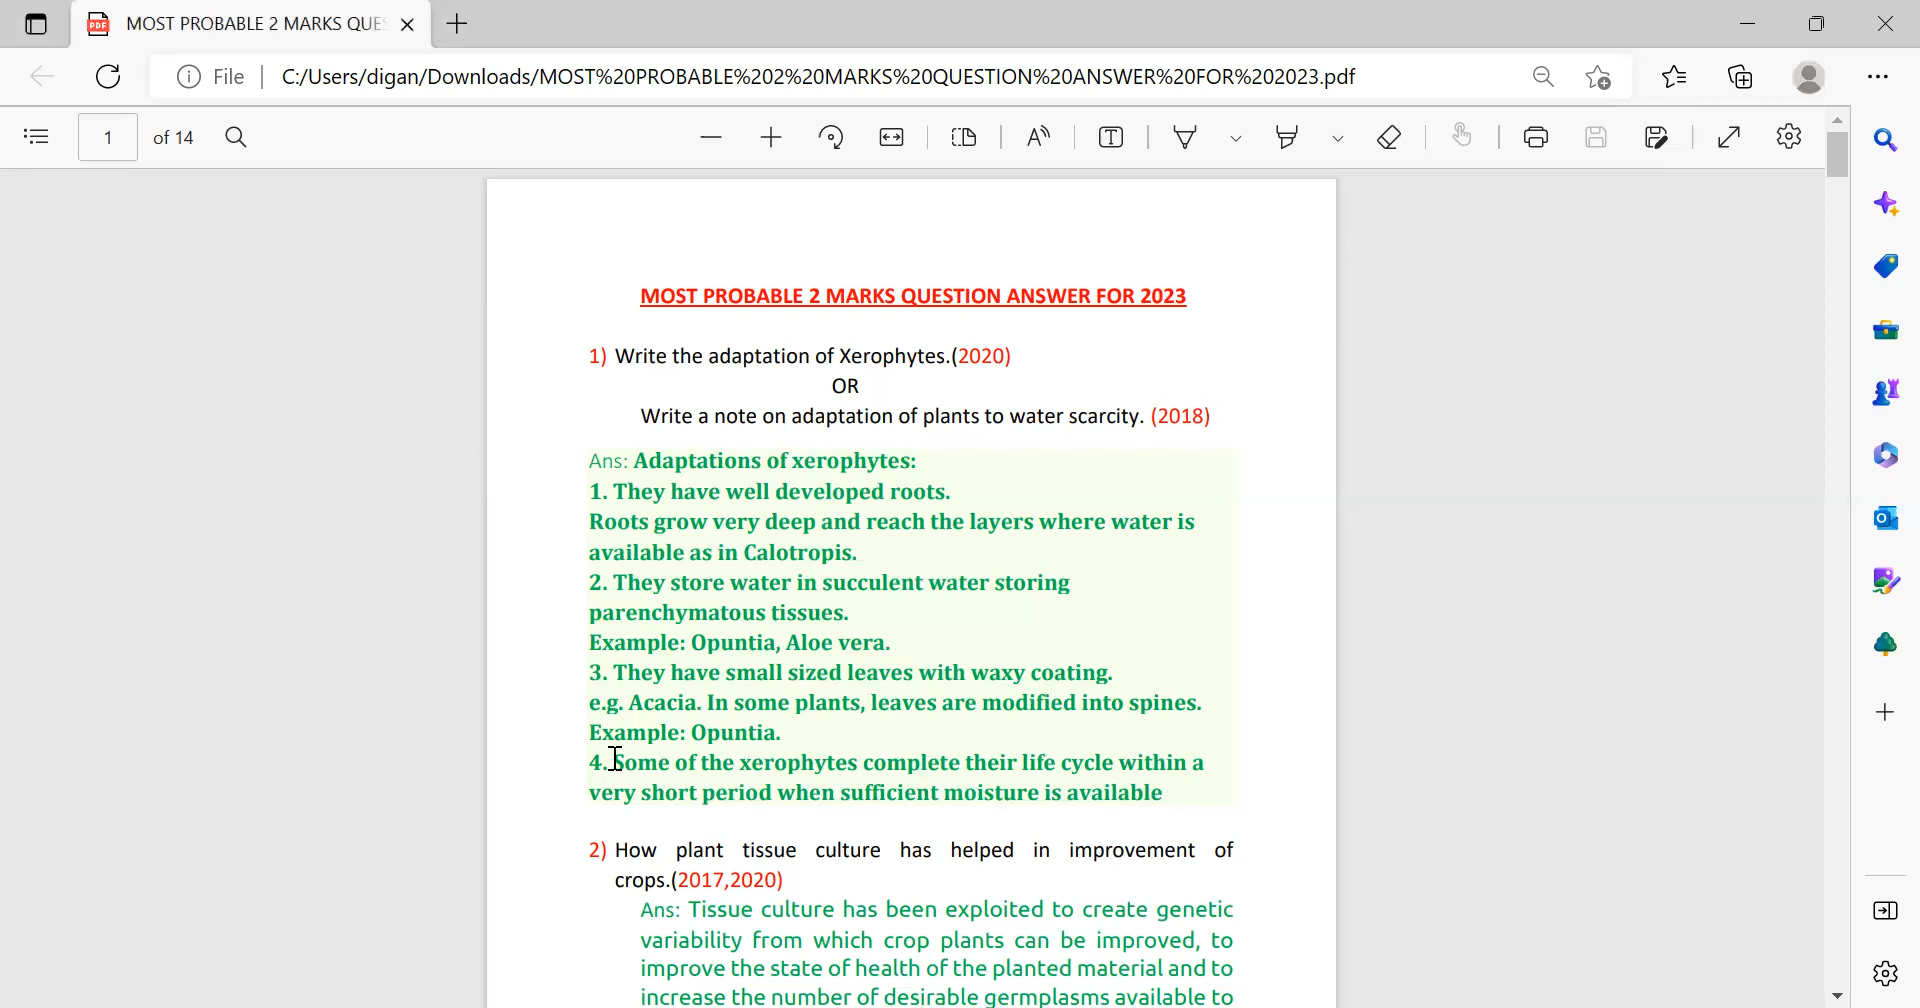 MOST PROBABLE 2 MARKS QUES
File
C:/Users/digan/Downloads/MOST%20PROBABLE%202%20MARKS%20QUESTION%20ANSWER%20FOR%202023.pdf
1 of 14
MOST PROBABLE 2 MARKS QUESTION ANSWER FOR 2023
1) Write the adaptation of Xerophytes.(2020)
OR
Write a note on adaptation of plants to water scarcity. (2018)
Ans: Adaptations of xerophytes:
1. They have well developed roots.
Roots grow very deep and reach the layers where water is
available as in Calotropis.
2. They store water in succulent water storing
parenchymatous tissues.
Example: Opuntia, Aloe vera.
3. They have small sized leaves with waxy coating.
e.g. Acacia. In some plants, leaves are modified into spines.
Example: Opuntia.
4. Some of the xerophytes complete their life cycle within a
very short period when sufficient moisture is available
2) How plant tissue culture has helped in improvement of
crops.(2017,2020)
Ans: Tissue culture has been exploited to create genetic
variability from which crop plants can be improved, to
improve the state of health of the planted material and to
increase the number of desirable germplasms available to